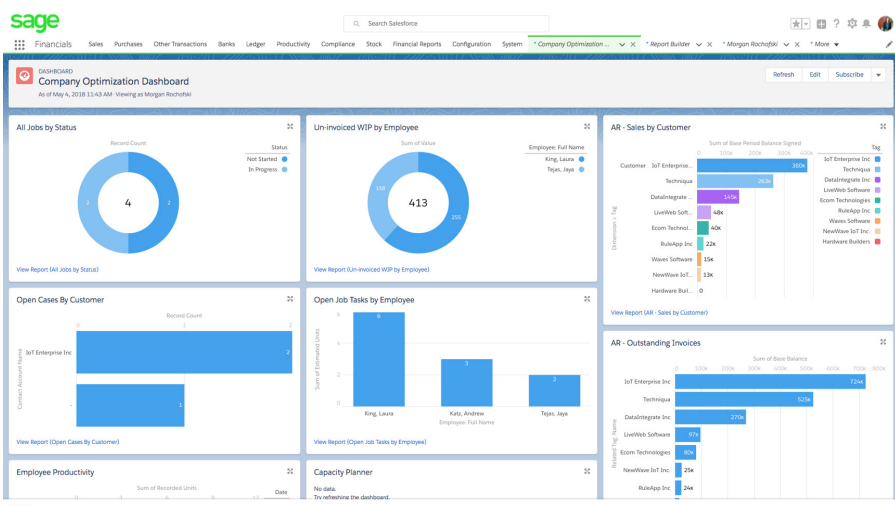 sage
Search Salesforce
Financials Sales Purchases Other Transactions Banks Ledger Productivity Compliance Stock Financial Reports Configuration System * Company Optimization ... * Report Builder * Morgan Rochofski * More
DASHBOARD
Company Optimization Dashboard
As of May 4, 2018 11:43 AM· Viewing as Morgan Rochofski
Refresh Edit Subscribe
All Jobs by Status
Record Count
Status
Not Started
In Progress
2
4
2
View Report (All Jobs by Status)
Un-invoiced WIP by Employee
Sum of Value
Employee: Full Name
King, Laura
Tejas, Jaya
158
413
255
View Report (Un-invoiced WIP by Employee)
AR - Sales by Customer
Sum of Base Period Balance Signed
0 100K 200K 300K 400K
Tag
IoT Enterprise Inc
Techniqua
DataIntegrate Inc
LiveWeb Software
Ecom Technologies
RuleApp Inc
Waves Software
NewWave IoT Inc.
Hardware Builders
Dimension 1 Tag
Customer IoT Enterprise... 380K
Techniqua 263K
DataIntegrate ... 145K
LiveWeb Soft... 48K
Ecom Technol... 40K
RuleApp Inc 22K
Waves Software 15K
NewWave IoT... 13K
Hardware Buil... 0
View Report (AR - Sales by Customer)
Open Cases By Customer
Record Count
0 1 2
Contact Account Name
IoT Enterprise Inc 2
- 1
View Report (Open Cases By Customer)
Open Job Tasks by Employee
Sum of Estimated Units
6
4
2
0
6
3
2
King, Laura Katz, Andrew Tejas, Jaya
Employee: Full Name
View Report (Open Job Tasks by Employee)
AR - Outstanding Invoices
Sum of Base Balance
0 100K 200K 300K 400K 500K 600K 700K 800K
Related Tag: Name
IoT Enterprise Inc 724K
Techniqua 525K
DataIntegrate Inc 270K
LiveWeb Software 97K
Ecom Technologies 80K
NewWave IoT Inc. 25K
RuleApp Inc 24K
Employee Productivity
Sum of Recorded Units
Date
Capacity Planner
No data.
Try refreshing the dashboard.